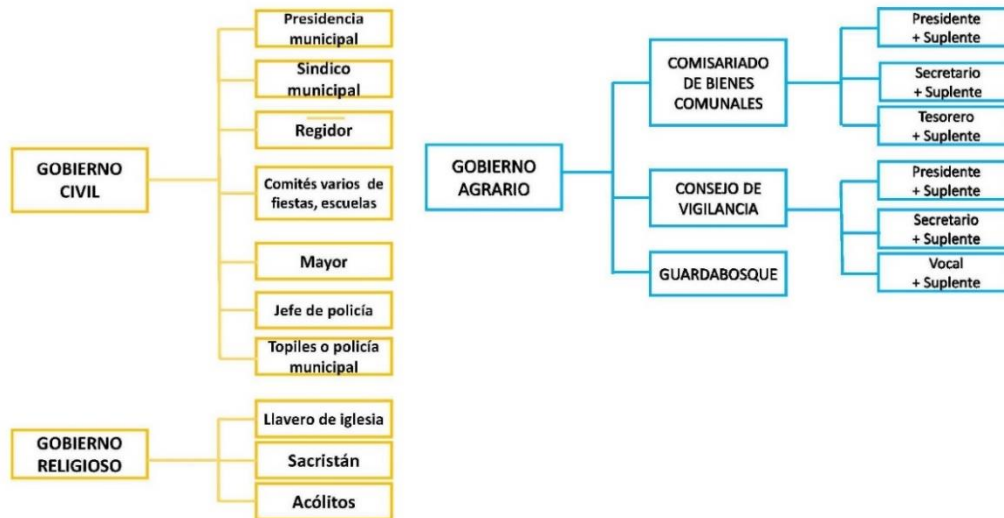 GOBIERNO
CIVIL
Presidencia
municipal
Sindico
municipal
Regidor
Comités varios de
fiestas, escuelas
Mayor
Jefe de policía
Topiles o policía
municipal
GOBIERNO
RELIGIOSO
Llavero de iglesia
Sacristán
Acólitos
GOBIERNO
AGRARIO
COMISARIADO
DE BIENES
COMUNALES
Presidente
+ Suplente
Secretario
+ Suplente
Tesorero
+ Suplente
CONSEJO DE
VIGILANCIA
Presidente
+ Suplente
Secretario
+ Suplente
Vocal
+ Suplente
GUARDABOSQUE